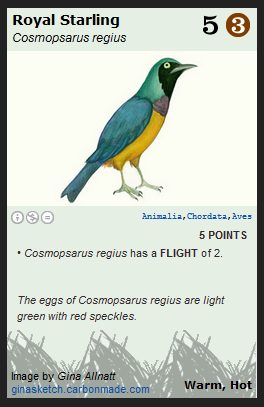 Royal Starling 5 3
Cosmopsarus regius
Animalia,Chordata,Aves
5 POINTS
• Cosmopsarus regius has a FLIGHT of 2.
The eggs of Cosmopsarus regius are light
green with red speckles.
Image by Gina Allnatt
ginasketch.carbonmade.com
Warm, Hot